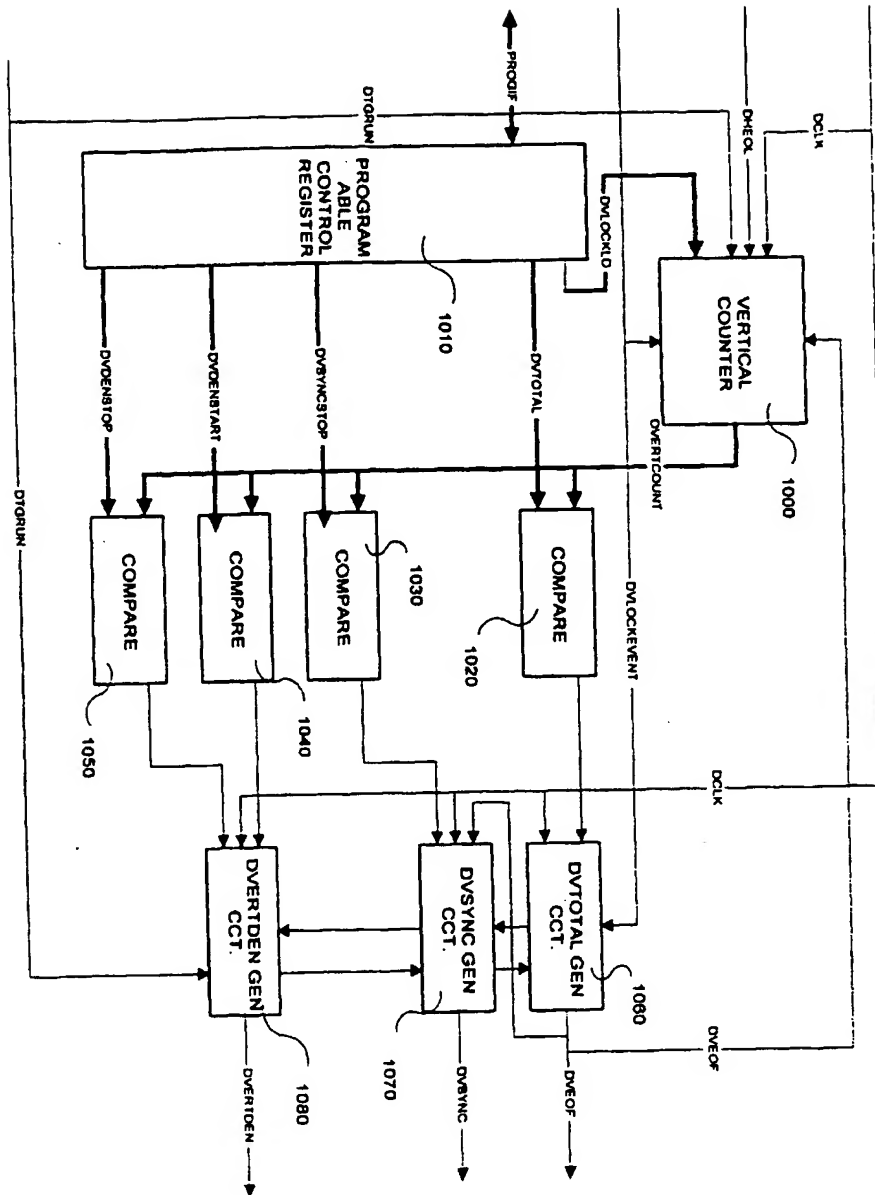 DCLK
DHEOL
DTGRUN
PROGIF
PROGRAM
ABLE
CONTROL
REGISTER
1010
DVLOCKLD
VERTICAL
COUNTER
1000
DVERTCOUNT
DVLOCKEVENT
DVTOTAL
DVSYNCSTOP
DVDENSTART
DVDENSTOP
COMPARE
1020
COMPARE
1030
COMPARE
1040
COMPARE
1050
DTGRUN
DCLK
DVTOTAL GEN
CCT.
1060
DVSYNC GEN
CCT.
1070
DVERTDEN GEN
CCT.
1080
DVEOF
DVEOF
DVSYNC
DVERTDEN